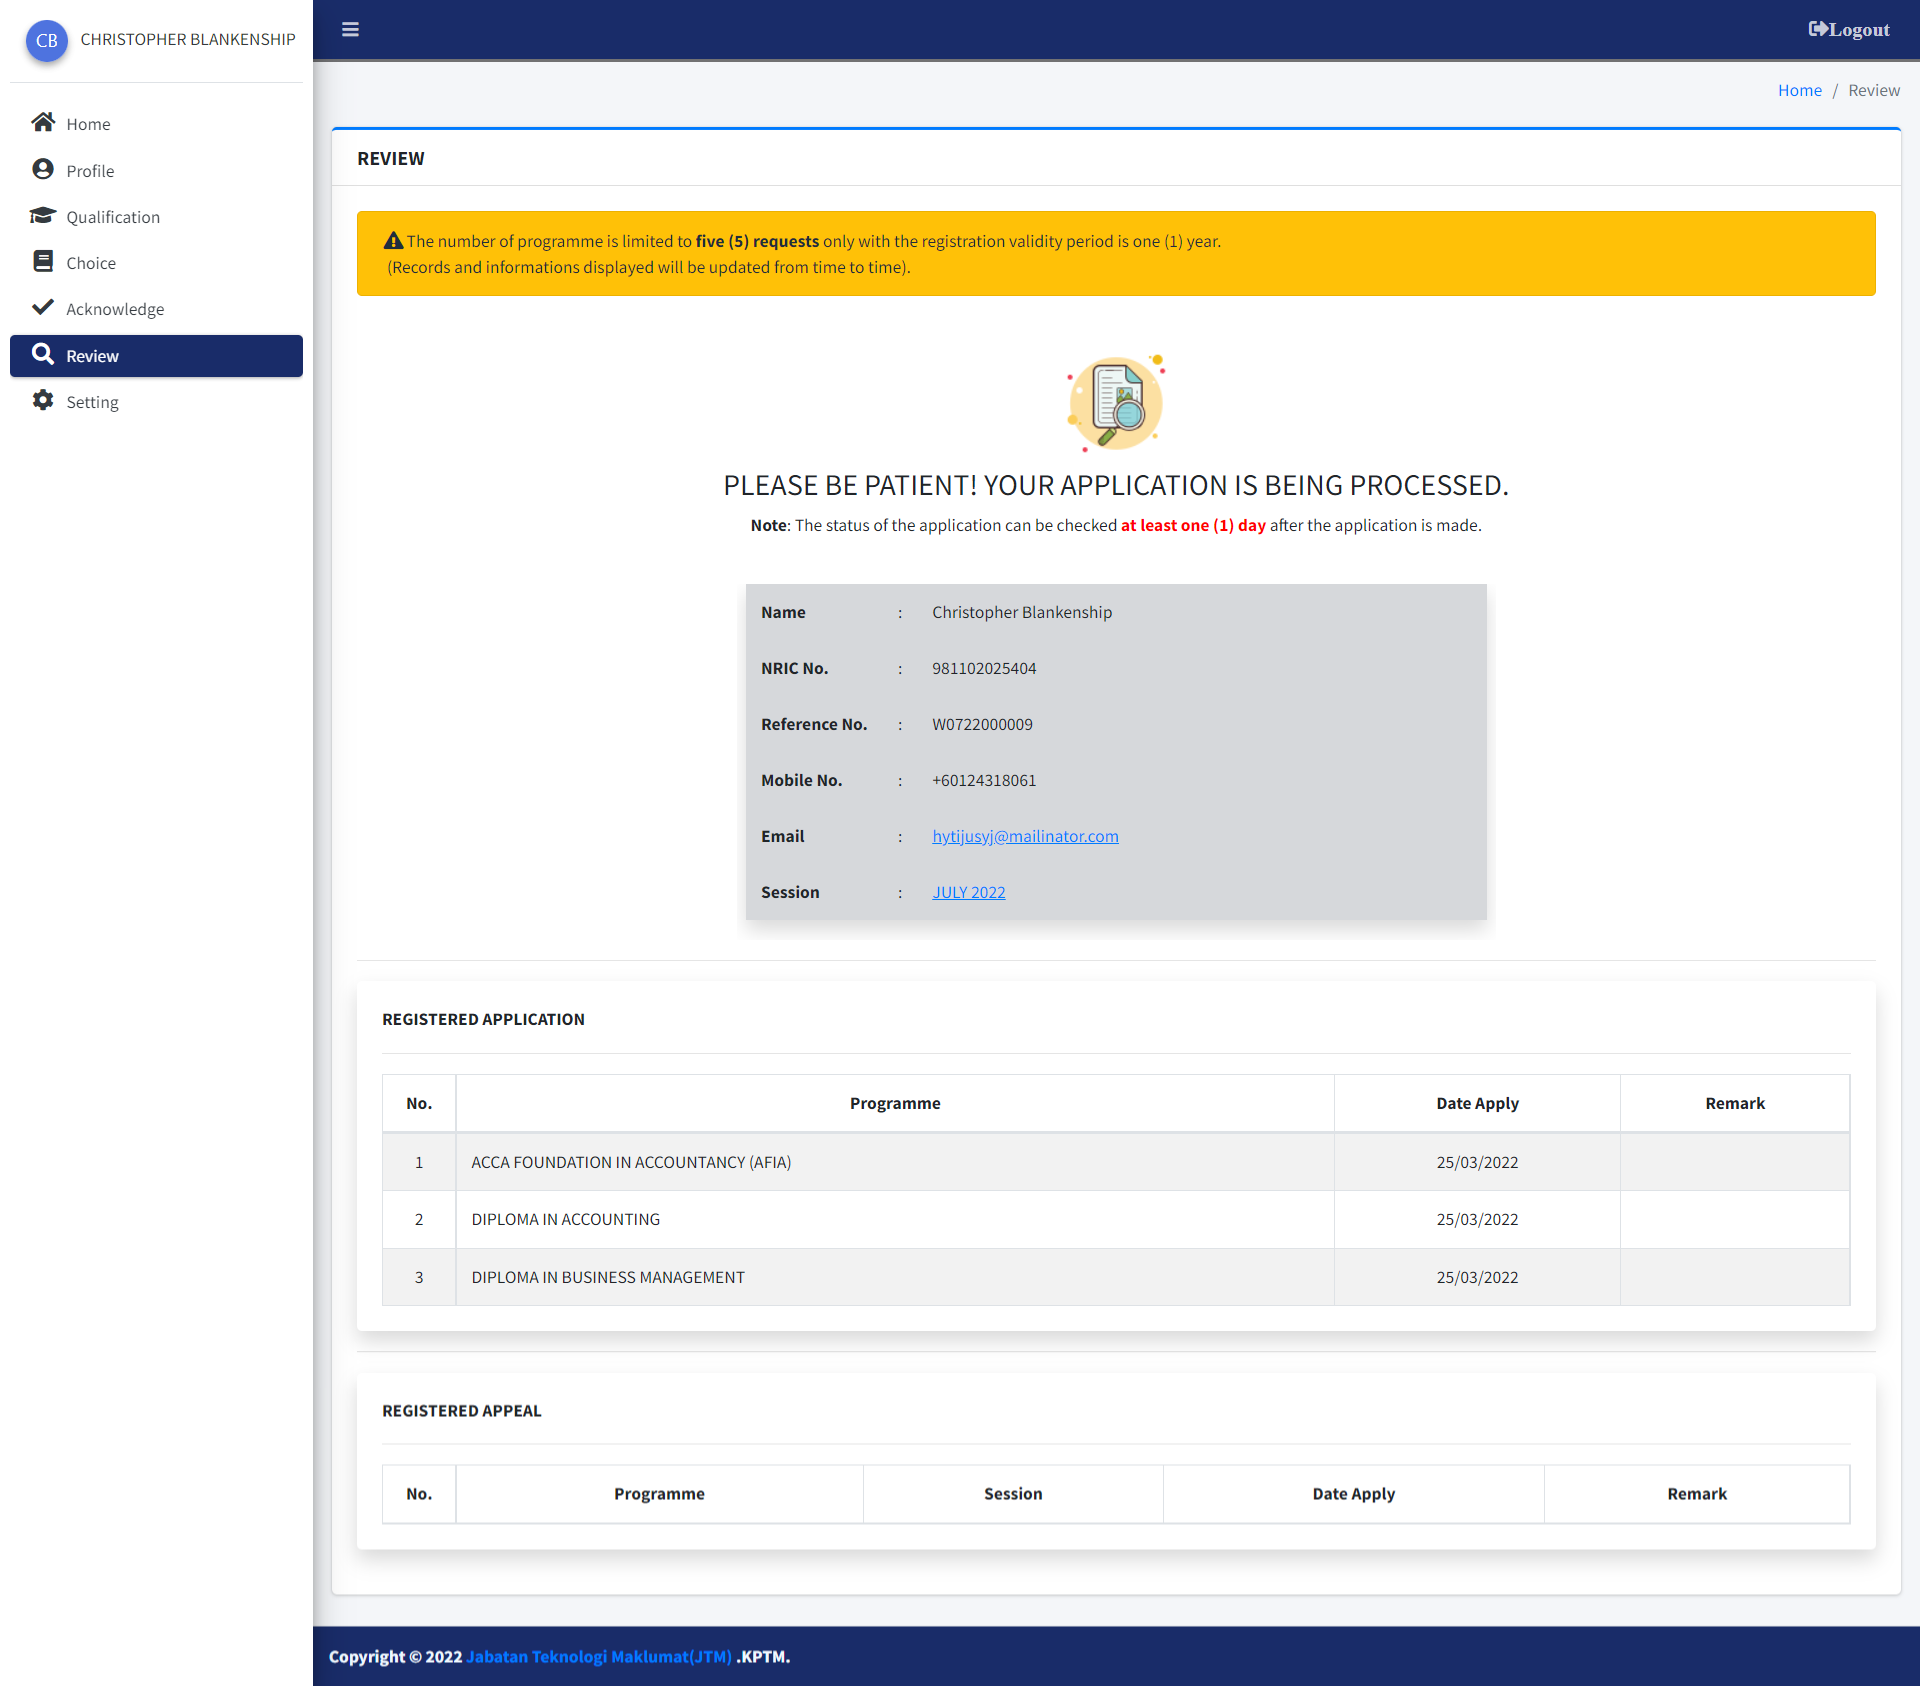 CB CHRISTOPHER BLANKENSHIP
Logout
Home / Review
Home
Profile
Qualification
Choice
Acknowledge
Review
Setting
REVIEW
The number of programme is limited to five (5) requests only with the registration validity period is one (1) year.
(Records and informations displayed will be updated from time to time).
PLEASE BE PATIENT! YOUR APPLICATION IS BEING PROCESSED.
Note: The status of the application can be checked at least one (1) day after the application is made.
Name : Christopher Blankenship
NRIC No. : 981102025404
Reference No. : W0722000009
Mobile No. : +60124318061
Email : hytijusyj@mailinator.com
Session : JULY 2022
REGISTERED APPLICATION
No. Programme Date Apply Remark
1 ACCA FOUNDATION IN ACCOUNTANCY (AFIA) 25/03/2022
2 DIPLOMA IN ACCOUNTING 25/03/2022
3 DIPLOMA IN BUSINESS MANAGEMENT 25/03/2022
REGISTERED APPEAL
No. Programme Session Date Apply Remark
Copyright © 2022 Jabatan Teknologi Maklumat(JTM) .KPTM.